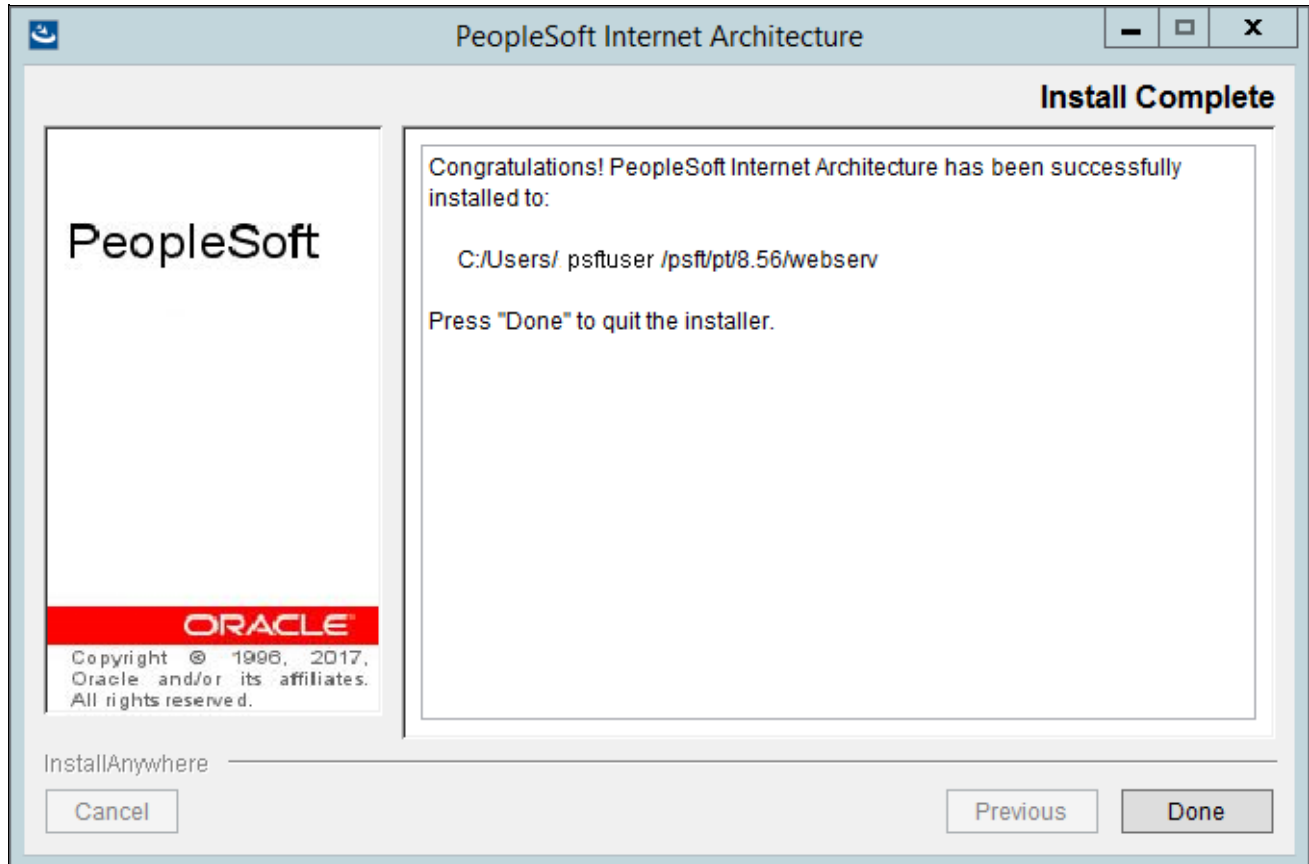 PeopleSoft Internet Architecture
Install Complete
PeopleSoft
ORACLE
Copyright © 1996, 2017,
Oracle and/or its affiliates.
All rights reserved.
Congratulations! PeopleSoft Internet Architecture has been successfully
installed to:
C:/Users/ psftuser /psft/pt/8.56/webserv
Press "Done" to quit the installer.
InstallAnywhere
Cancel
Previous
Done